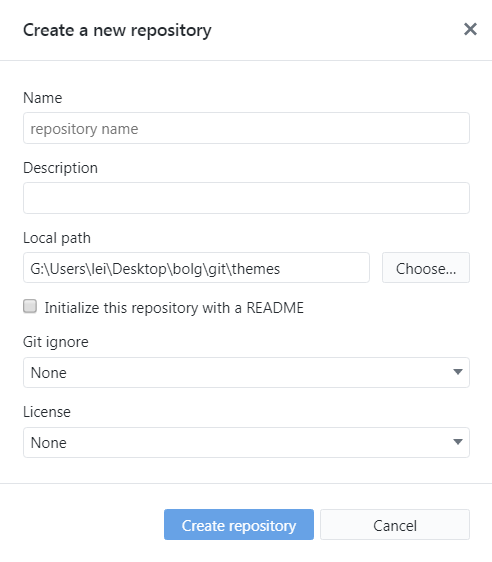 Create a new repository
Name
repository name
Description
Local path
G:\Users\lei\Desktop\bolg\git\themes
Choose...
Initialize this repository with a README
Git ignore
None
License
None
Create repository
Cancel